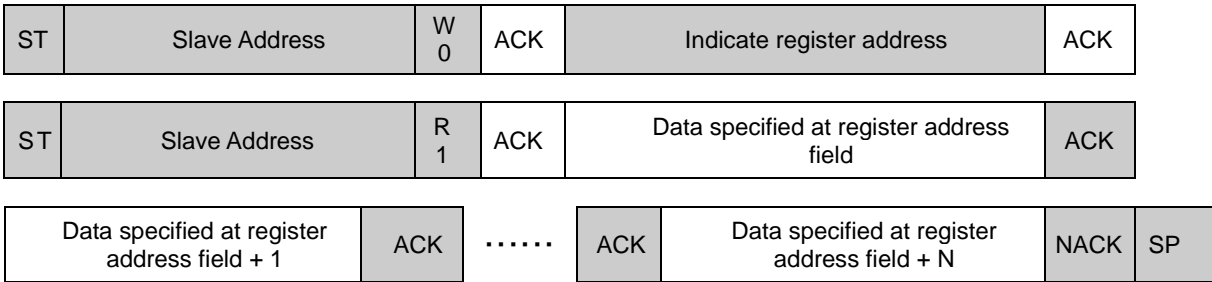 ST Slave Address W 0 ACK Indicate register address ACK
ST Slave Address R 1 ACK Data specified at register address field ACK
Data specified at register address field + 1 ACK ...... ACK Data specified at register address field + N NACK SP